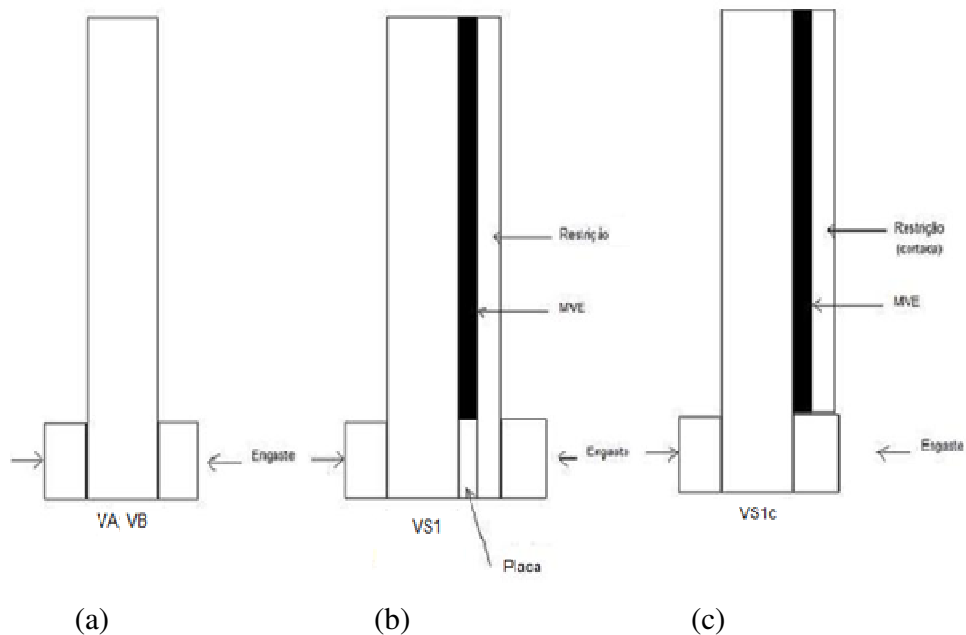 Restrição
MVE
Restrição
(cortada)
MVE
Engaste
Engaste
Engaste
VA, VB
VS1
VS1c
Placa
(a)
(b)
(c)